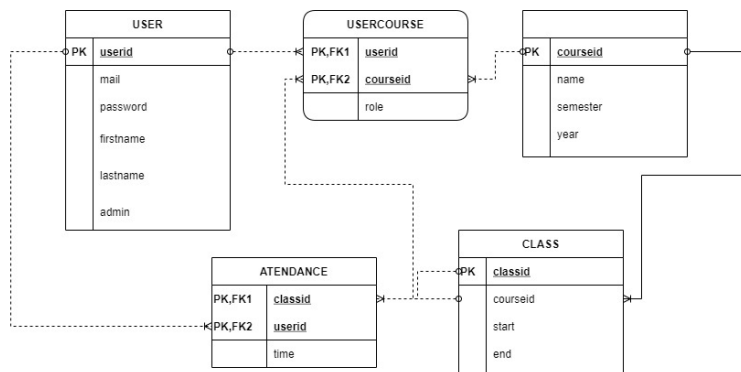 USER
PK userid
mail
password
firstname
lastname
admin
USERCOURSE
PK,FK1 userid
PK,FK2 courseid
role
PK courseid
name
semester
year
ATENDANCE
PK,FK1 classid
PK,FK2 userid
time
CLASS
PK classid
courseid
start
end